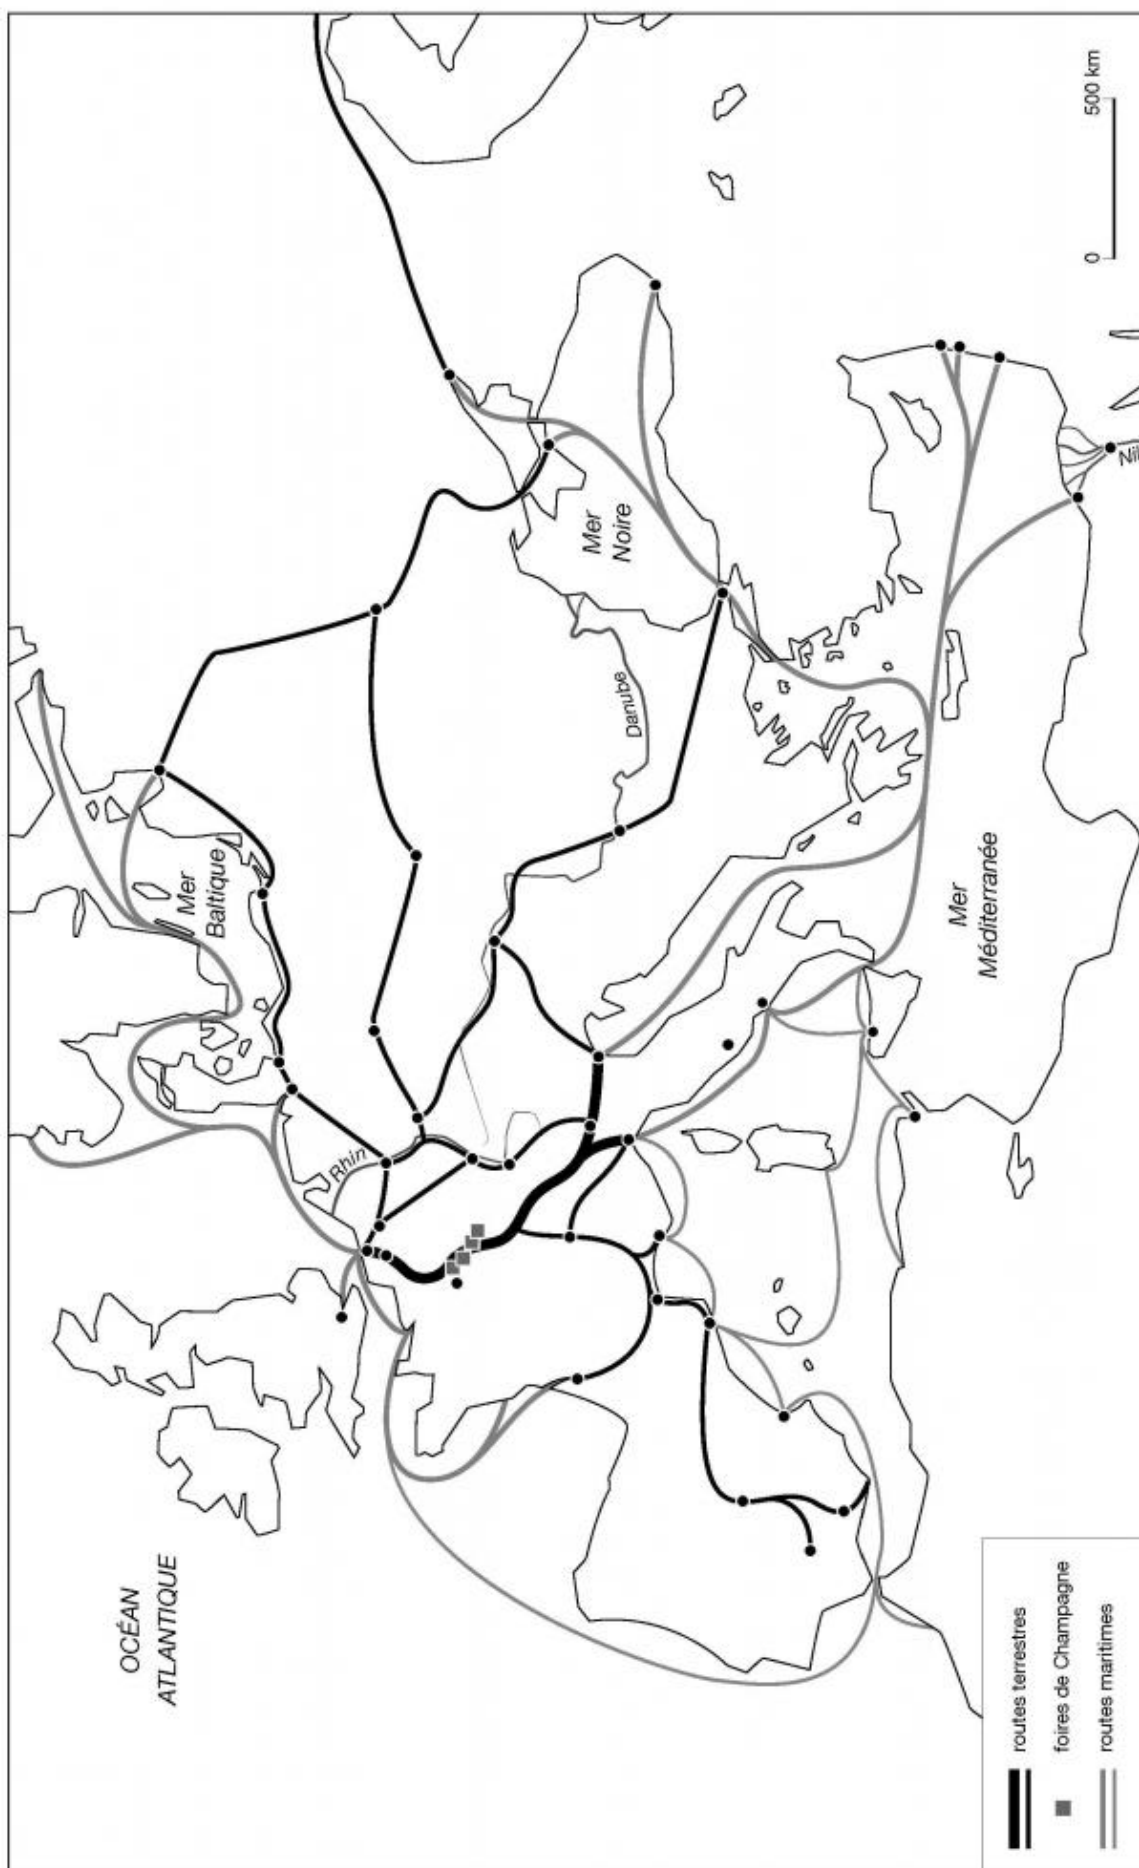 OCÉAN
ATLANTIQUE
Mer
Baltique
Rhin
Danube
Mer
Noire
Mer
Méditerranée
Nil
0
500 km
routes terrestres
foires de Champagne
routes maritimes